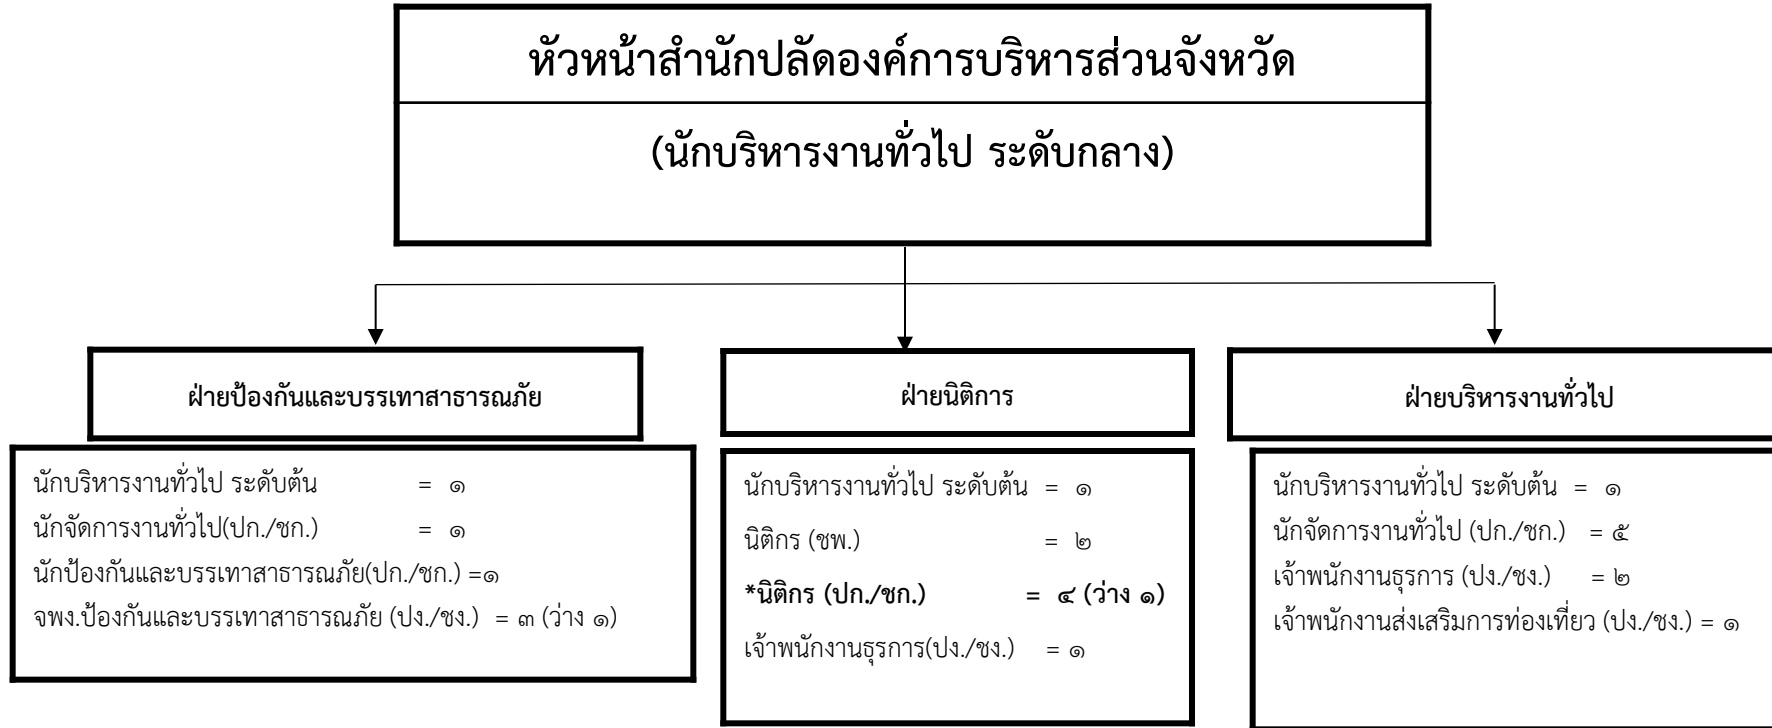 หัวหน้าสำนักปลัดองค์การบริหารส่วนจังหวัด
(นักบริหารงานทั่วไป ระดับกลาง)
ฝ่ายป้องกันและบรรเทาสาธารณภัย
นักบริหารงานทั่วไป ระดับต้น = ๑
นักจัดการงานทั่วไป(ปก./ชก.) = ๑
นักป้องกันและบรรเทาสาธารณภัย(ปก./ชก.) =๑
จพง.ป้องกันและบรรเทาสาธารณภัย (ปง./ชง.) = ๓ (ว่าง ๑)
ฝ่ายนิติการ
นักบริหารงานทั่วไป ระดับต้น = ๑
นิติกร (ชพ.) = ๒
*นิติกร (ปก./ชก.) = ๔ (ว่าง ๑)
เจ้าพนักงานธุรการ(ปง./ชง.) = ๑
ฝ่ายบริหารงานทั่วไป
นักบริหารงานทั่วไป ระดับต้น = ๑
นักจัดการงานทั่วไป (ปก./ชก.) = ๕
เจ้าพนักงานธุรการ (ปง./ชง.) = ๒
เจ้าพนักงานส่งเสริมการท่องเที่ยว (ปง./ชง.) = ๑